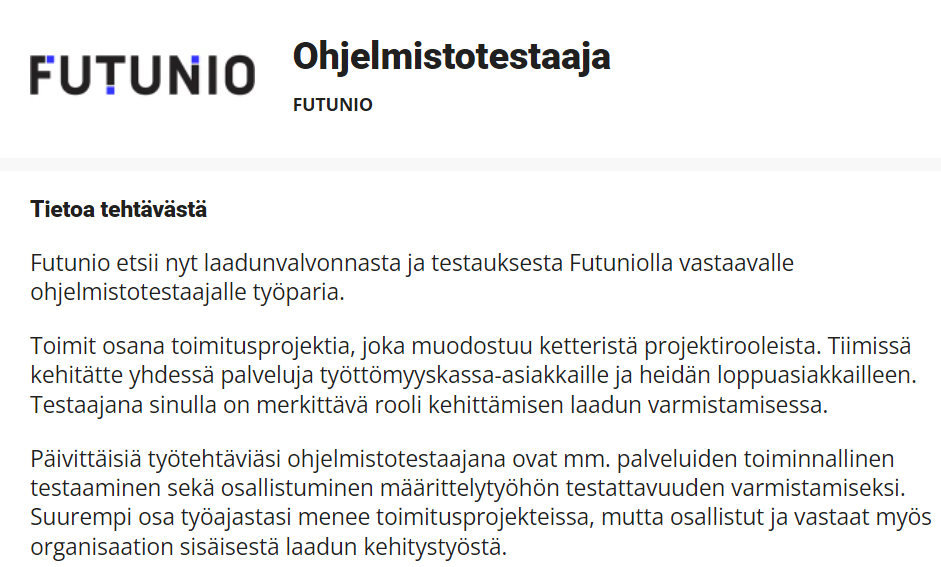 FUTUNIO
Ohjelmistotestaaja
FUTUNIO
Tietoa tehtävästä
Futunio etsii nyt laadunvalvonnasta ja testauksesta Futuniolla vastaavalle
ohjelmistotestaajalle työparia.
Toimit osana toimitusprojektia, joka muodostuu ketteristä projektirooleista. Tiimissä
kehitätte yhdessä palveluja työttömyyskassa-asiakkaille ja heidän loppuasiakkailleen.
Testaajana sinulla on merkittävä rooli kehittämisen laadun varmistamisessa.
Päivittäisiä työtehtäviäsi ohjelmistotestaajana ovat mm. palveluiden toiminnallinen
testaaminen sekä osallistuminen määrittelytyöhön testattavuuden varmistamiseksi.
Suurempi osa työajastasi menee toimitusprojekteissa, mutta osallistut ja vastaat myös
organisaation sisäisestä laadun kehitystyöstä.